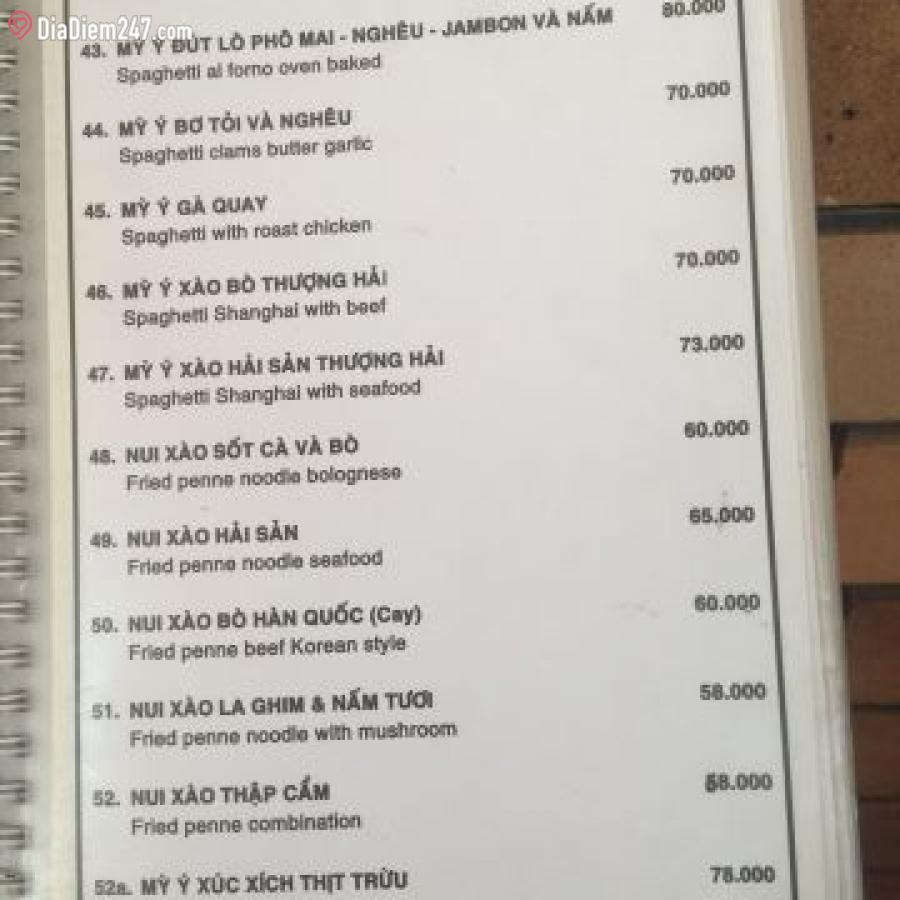 DiaDiem247.com
43. MỲ Ý ĐÚT LÒ PHÔ MAI - NGHÊU - JAMBON VÀ NẤM 80.000
Spaghetti al forno oven baked
44. MỲ Ý BƠ TỎI VÀ NGHÊU 70.000
Spaghetti clams butter garlic
45. MỲ Ý GÀ QUAY 70.000
Spaghetti with roast chicken
46. MỲ Ý XÀO BÒ THƯỢNG HẢI 70.000
Spaghetti Shanghai with beef
47. MỲ Ý XÀO HẢI SẢN THƯỢNG HẢI 73.000
Spaghetti Shanghai with seafood
48. NUI XÀO SỐT CÀ VÀ BÒ 60.000
Fried penne noodle bolognese
49. NUI XÀO HẢI SẢN 65.000
Fried penne noodle seafood
50. NUI XÀO BÒ HÀN QUỐC (Cay) 60.000
Fried penne beef Korean style
51. NUI XÀO LA GHIM & NẤM TƯƠI 58.000
Fried penne noodle with mushroom
52. NUI XÀO THẬP CẨM 58.000
Fried penne combination
52a. MỲ Ý XÚC XÍCH THỊT TRỪU 78.000